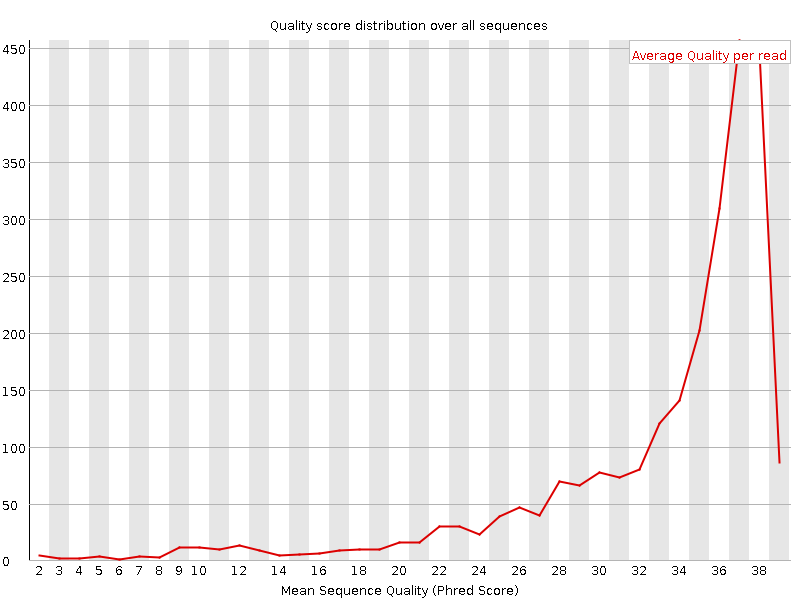 Quality score distribution over all sequences
Average Quality per read
450
400
350
300
250
200
150
100
50
0
2 3 4 5 6 7 8 9 10 12 14 16 18 20 22 24 26 28 30 32 34 36 38
Mean Sequence Quality (Phred Score)